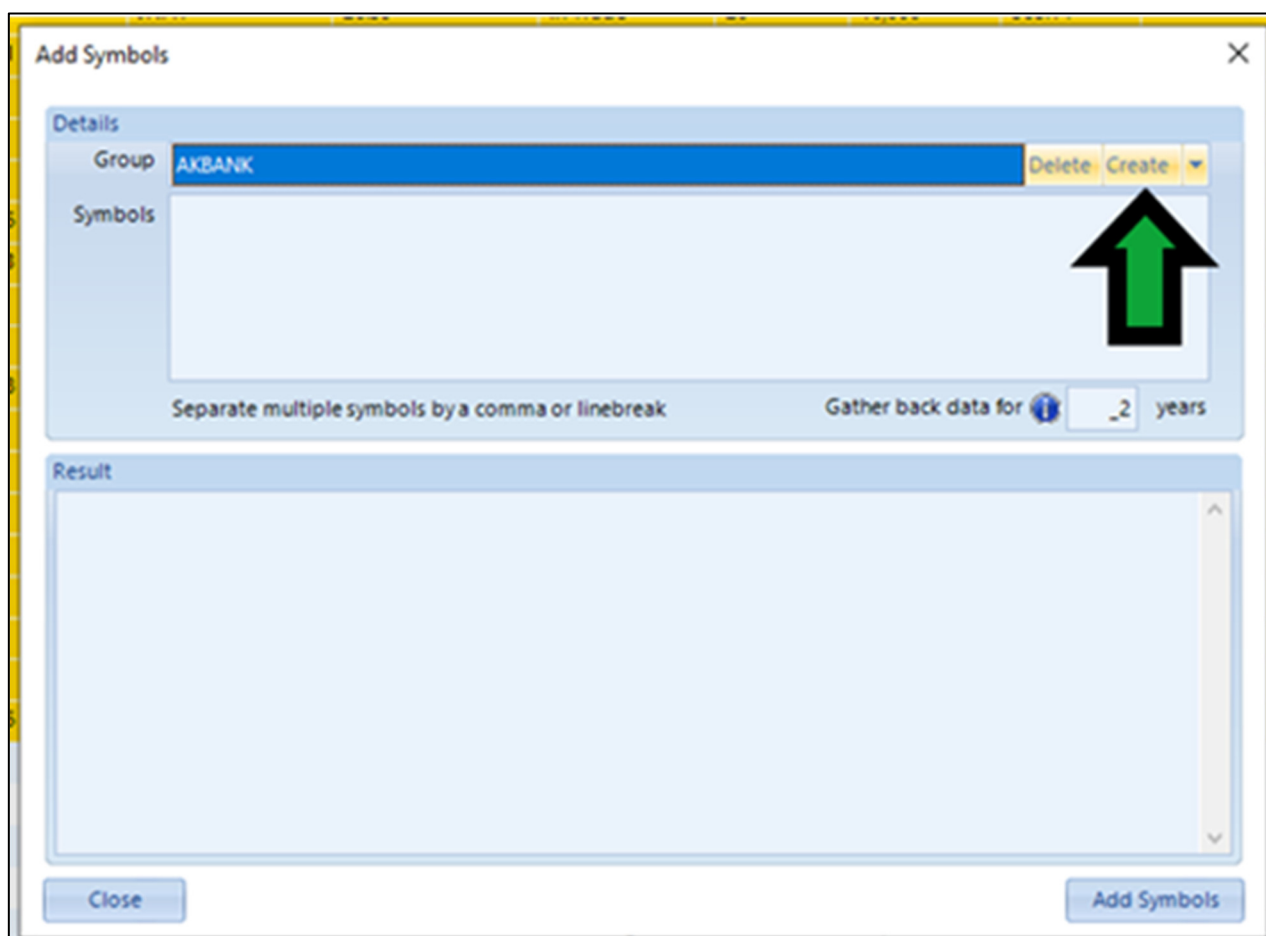 Add Symbols
Details
Group AKBANK Delete Create
Symbols
Separate multiple symbols by a comma or linebreak Gather back data for _2 years
Result
Close Add Symbols